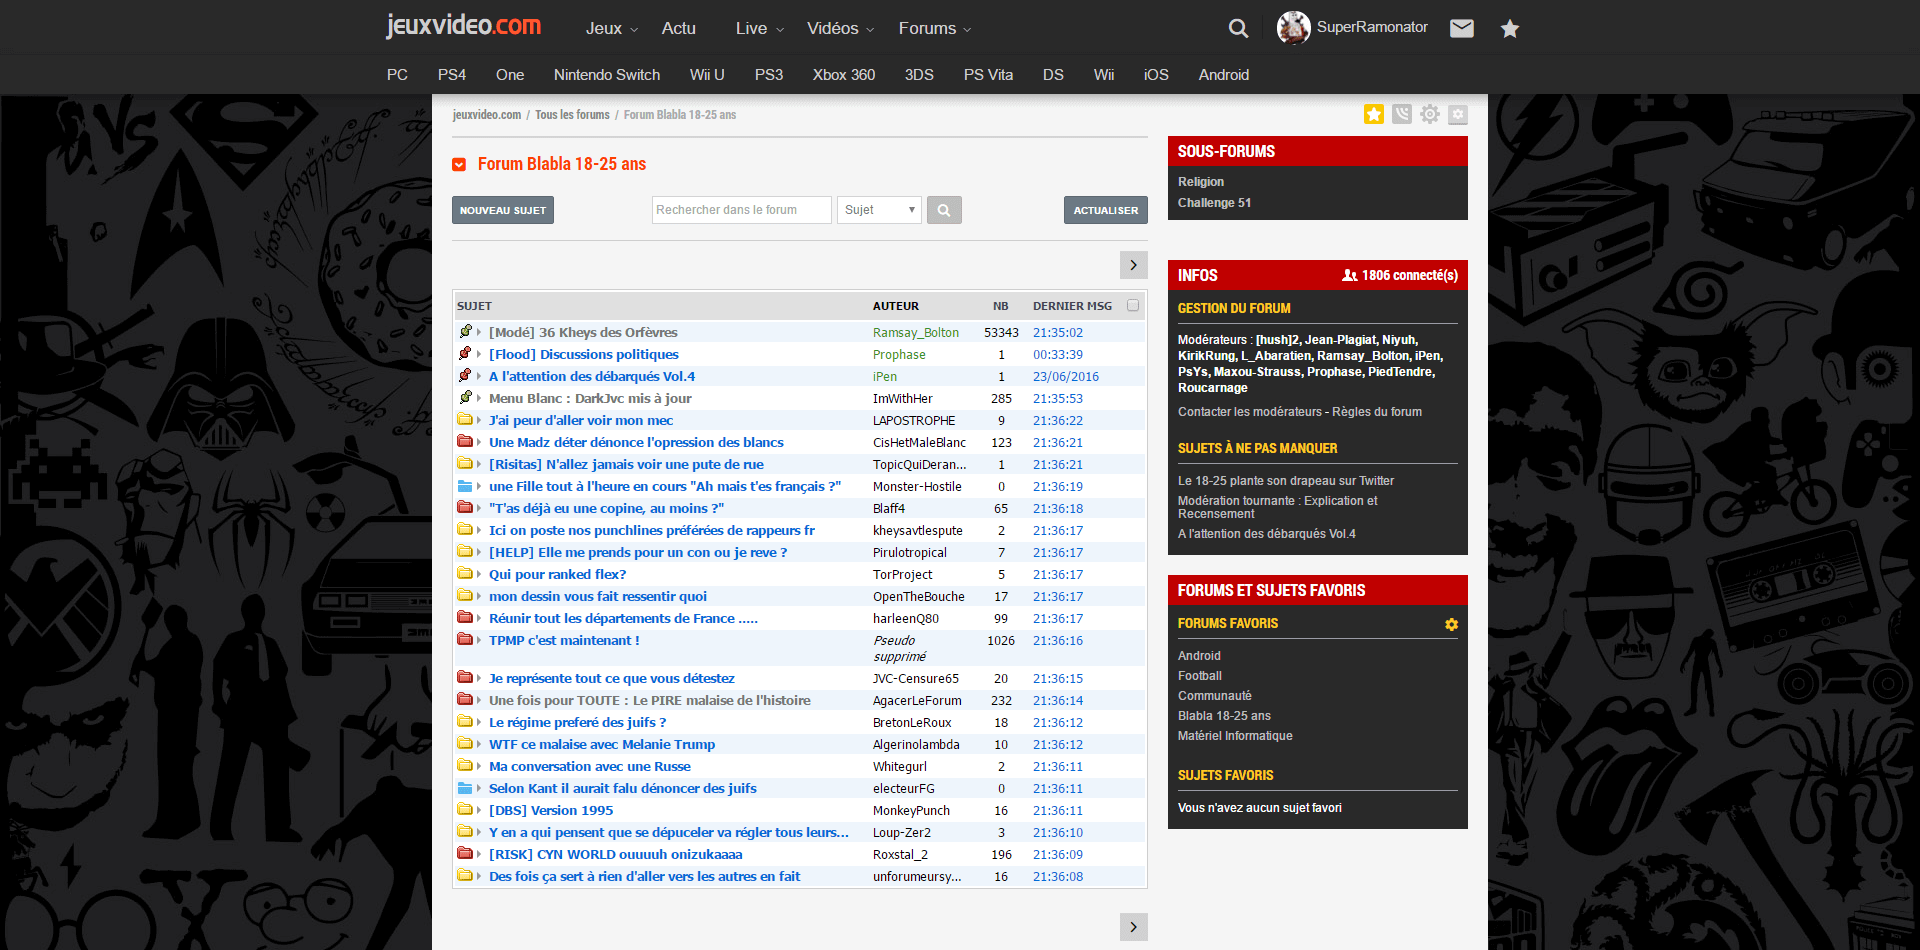 jeuxvideo.com
Jeux Actu Live Vidéos Forums SuperRamonator
PC PS4 One Nintendo Switch Wii U PS3 Xbox 360 3DS PS Vita DS Wii iOS Android
jeuxvideo.com / Tous les forums / Forum Blabla 18-25 ans
Forum Blabla 18-25 ans
NOUVEAU SUJET Rechercher dans le forum Sujet ACTUALISER
SUJET AUTEUR NB DERNIER MSG
[Modé] 36 Kheys des Orfèvres Ramsay_Bolton 53343 21:35:02
[Flood] Discussions politiques Prophase 1 00:33:39
A l'attention des débarqués Vol.4 iPen 1 23/06/2016
Menu Blanc : DarkJvc mis à jour ImWithHer 285 21:35:53
J'ai peur d'aller voir mon mec LAPOSTROPHE 9 21:36:22
Une Madz déter dénonce l'opression des blancs CisHetMaleBlanc 123 21:36:21
[Risitas] N'allez jamais voir une pute de rue TopicQuiDeran... 1 21:36:21
une Fille tout à l'heure en cours "Ah mais t'es français ?" Monster-Hostile 0 21:36:19
"T'as déjà eu une copine, au moins ?" Blaff4 65 21:36:18
Ici on poste nos punchlines préférées de rappeurs fr kheysavtlespute 2 21:36:17
[HELP] Elle me prends pour un con ou je reve ? Pirulotropical 7 21:36:17
Qui pour ranked flex? TorProject 5 21:36:17
mon dessin vous fait ressentir quoi OpenTheBouche 17 21:36:17
Réunir tout les départements de France ..... harleenQ80 99 21:36:17
TPMP c'est maintenant ! Pseudo supprimé 1026 21:36:16
Je représente tout ce que vous détestez JVC-Censure65 20 21:36:15
Une fois pour TOUTE : Le PIRE malaise de l'histoire AgacerLeForum 232 21:36:14
Le régime preferé des juifs ? BretonLeRoux 18 21:36:12
WTF ce malaise avec Melanie Trump Algerinolambda 10 21:36:12
Ma conversation avec une Russe Whitegurl 2 21:36:11
Selon Kant il aurait falu dénoncer des juifs electeurFG 0 21:36:11
[DBS] Version 1995 MonkeyPunch 16 21:36:11
Y en a qui pensent que se dépuceler va régler tous leurs... Loup-Zer2 3 21:36:10
[RISK] CYN WORLD ouuuuh onizukaaaa Roxstal_2 196 21:36:09
Des fois ça sert à rien d'aller vers les autres en fait unforumeursy... 16 21:36:08
SOUS-FORUMS
Religion
Challenge 51
INFOS 1806 connecté(s)
GESTION DU FORUM
Modérateurs : [hush]2, Jean-Plagiat, Niyuh,
KirikRung, L_Abaratien, Ramsay_Bolton, iPen,
PsYs, Maxou-Strauss, Prophase, PiedTendre,
Roucarnage
Contacter les modérateurs - Règles du forum
SUJETS À NE PAS MANQUER
Le 18-25 plante son drapeau sur Twitter
Modération tournante : Explication et
Recensement
A l'attention des débarqués Vol.4
FORUMS ET SUJETS FAVORIS
FORUMS FAVORIS
Android
Football
Communauté
Blabla 18-25 ans
Matériel Informatique
SUJETS FAVORIS
Vous n'avez aucun sujet favori